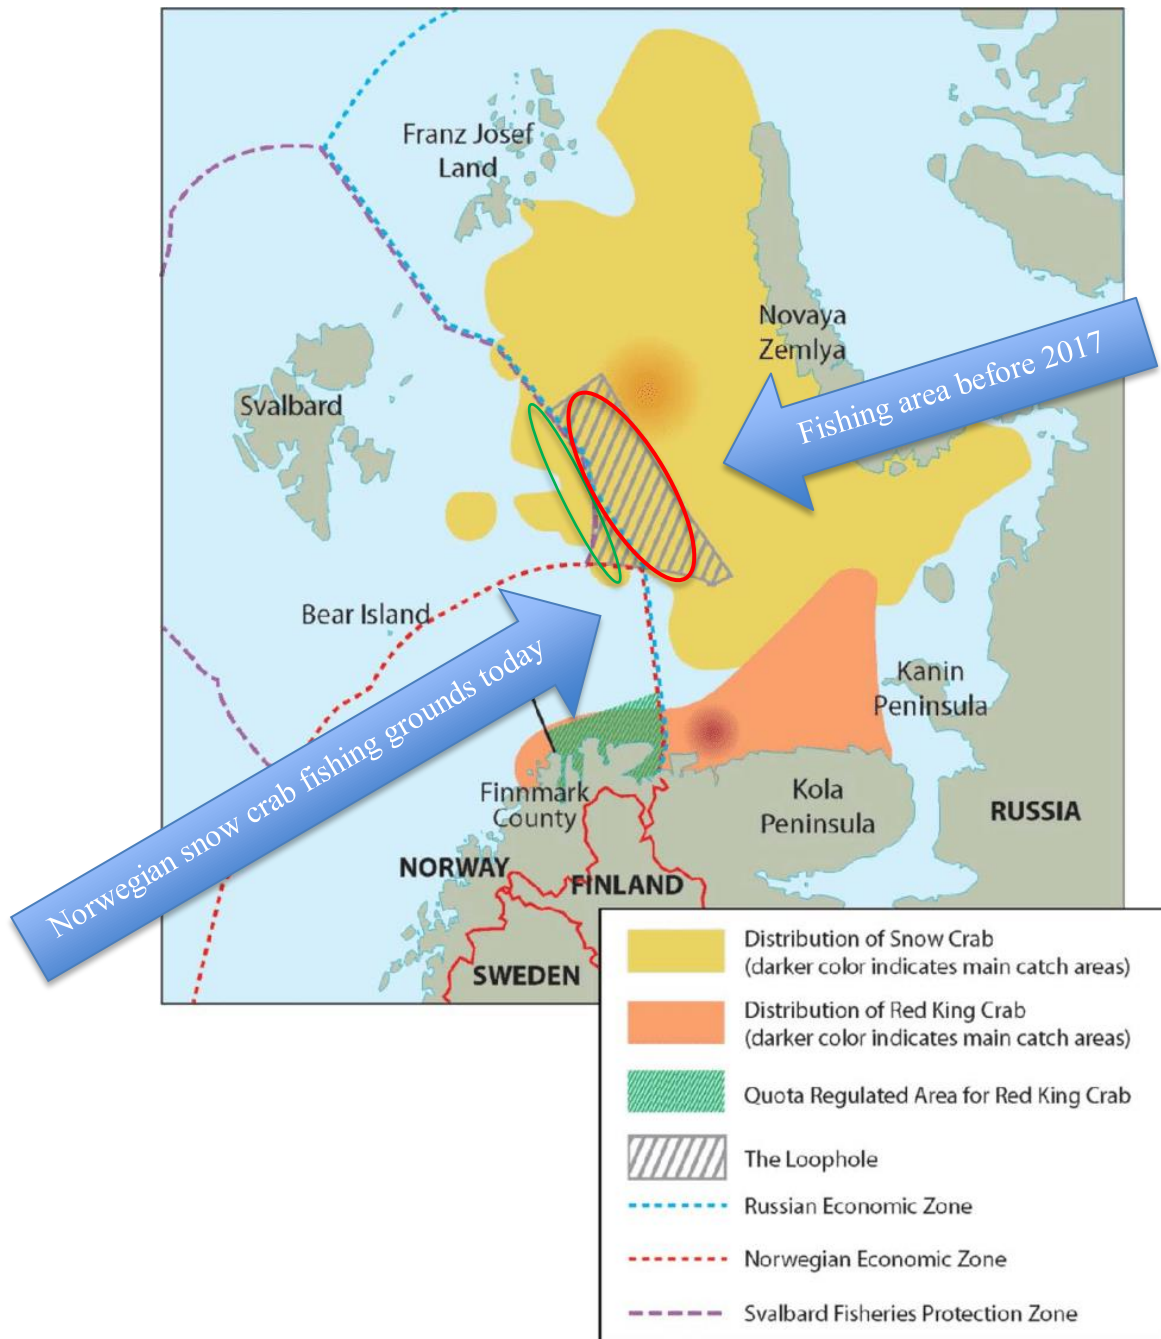 Franz Josef
Land
Novaya
Zemlya
Fishing area before 2017
Svalbard
Bear Island
Norwegian snow crab fishing grounds today
Kanin
Peninsula
Finnmark
County
Kola
Peninsula
RUSSIA
NORWAY
FINLAND
SWEDEN
Distribution of Snow Crab
(darker color indicates main catch areas)
Distribution of Red King Crab
(darker color indicates main catch areas)
Quota Regulated Area for Red King Crab
The Loophole
Russian Economic Zone
Norwegian Economic Zone
Svalbard Fisheries Protection Zone